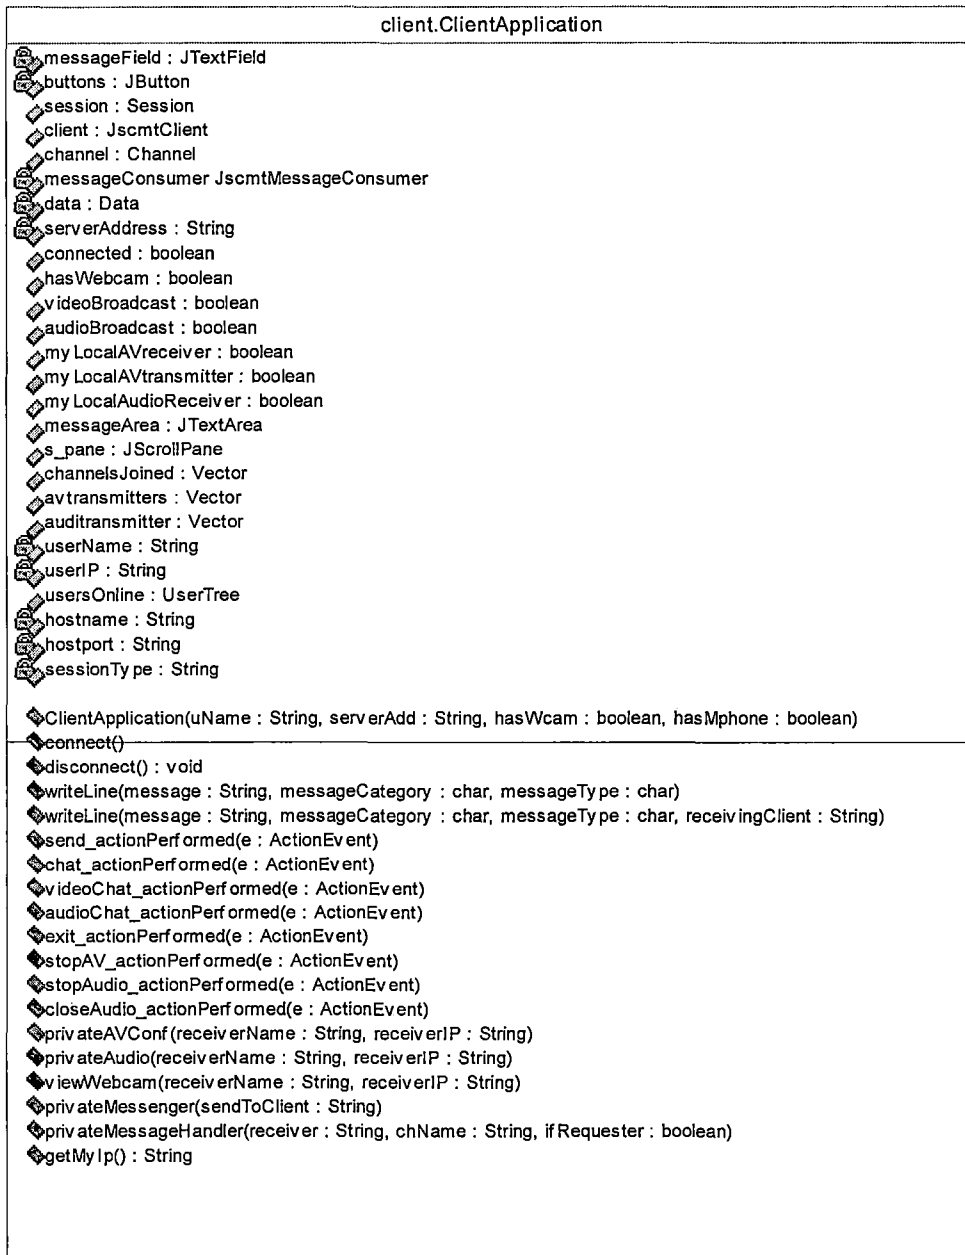 client.ClientApplication
messageField : JTextField
buttons : JButton
session : Session
client : JscmtClient
channel : Channel
messageConsumer JscmtMessageConsumer
data : Data
serverAddress : String
connected : boolean
hasWebcam : boolean
videoBroadcast : boolean
audioBroadcast : boolean
myLocalAVreceiver : boolean
myLocalAVtransmitter : boolean
myLocalAudioReceiver : boolean
messageArea : JTextArea
s_pane : JScrollPane
channelsJoined : Vector
avtransmitters : Vector
auditransmitter : Vector
userName : String
userIP : String
usersOnline : UserTree
hostname : String
hostport : String
sessionType : String
ClientApplication(uName : String, serverAdd : String, hasWcam : boolean, hasMphone : boolean)
connect()
disconnect() : void
writeLine(message : String, messageCategory : char, messageType : char)
writeLine(message : String, messageCategory : char, messageType : char, receivingClient : String)
send_actionPerformed(e : ActionEvent)
chat_actionPerformed(e : ActionEvent)
videoChat_actionPerformed(e : ActionEvent)
audioChat_actionPerformed(e : ActionEvent)
exit_actionPerformed(e : ActionEvent)
stopAV_actionPerformed(e : ActionEvent)
stopAudio_actionPerformed(e : ActionEvent)
closeAudio_actionPerformed(e : ActionEvent)
privateAVConf(receiverName : String, receiverIP : String)
privateAudio(receiverName : String, receiverIP : String)
viewWebcam(receiverName : String, receiverIP : String)
privateMessenger(sendToClient : String)
privateMessageHandler(receiver : String, chName : String, ifRequester : boolean)
getMyIp() : String